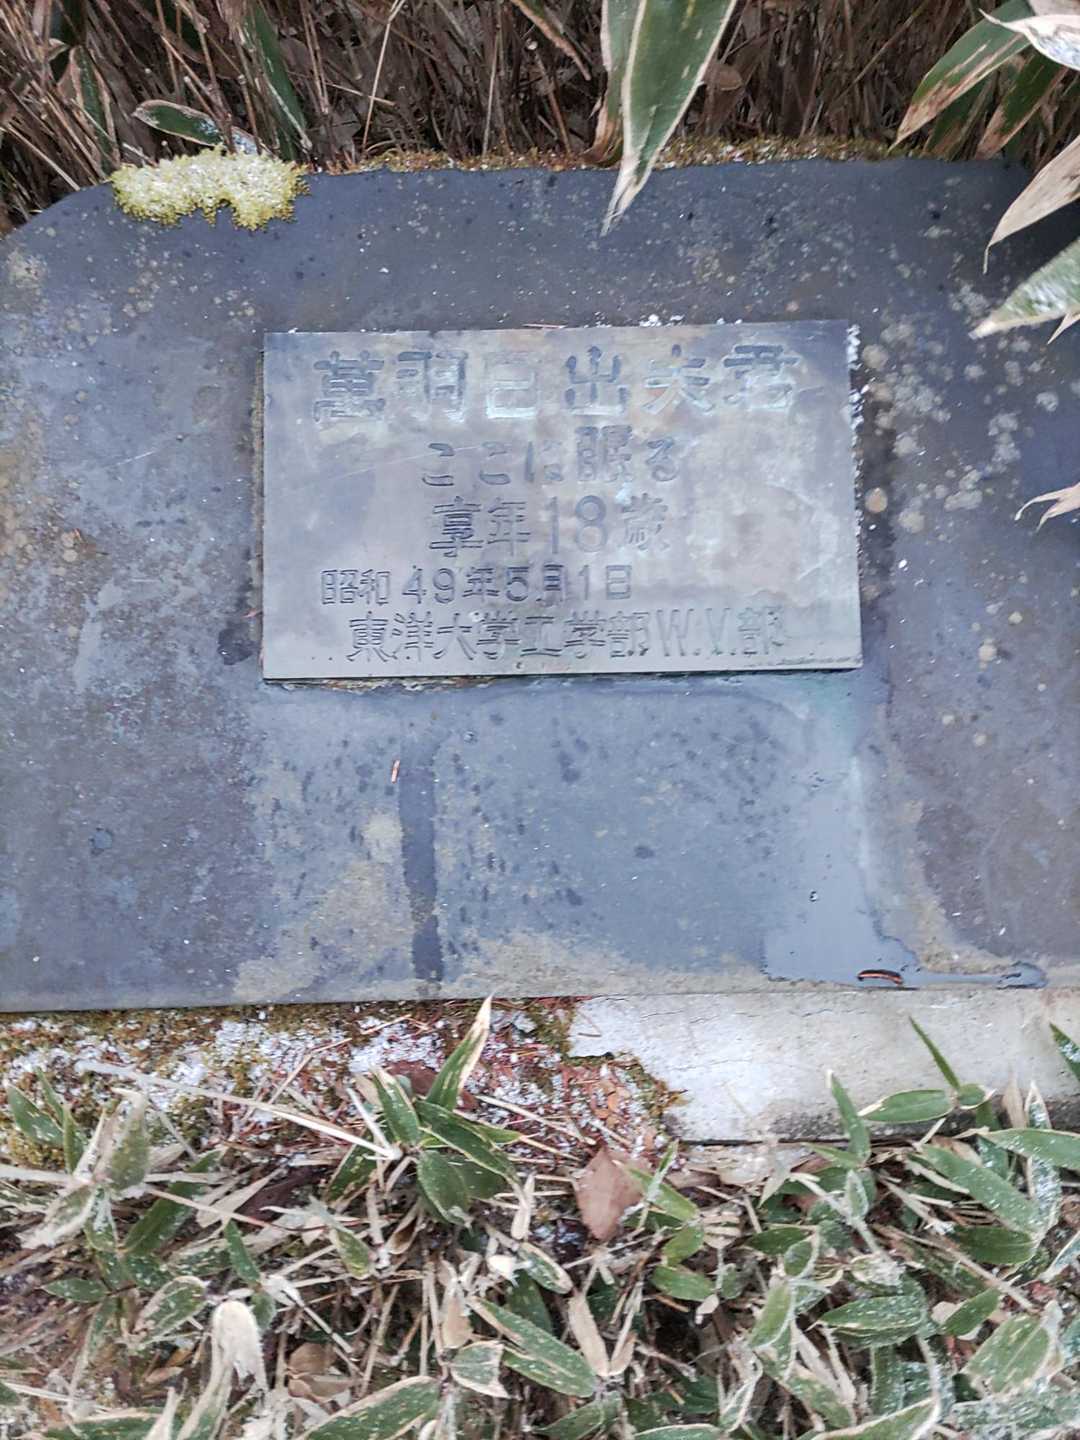 萬羽日出夫君
ここに眠る
享年18歳
昭和49年5月1日
東洋大学工学部W.V.部